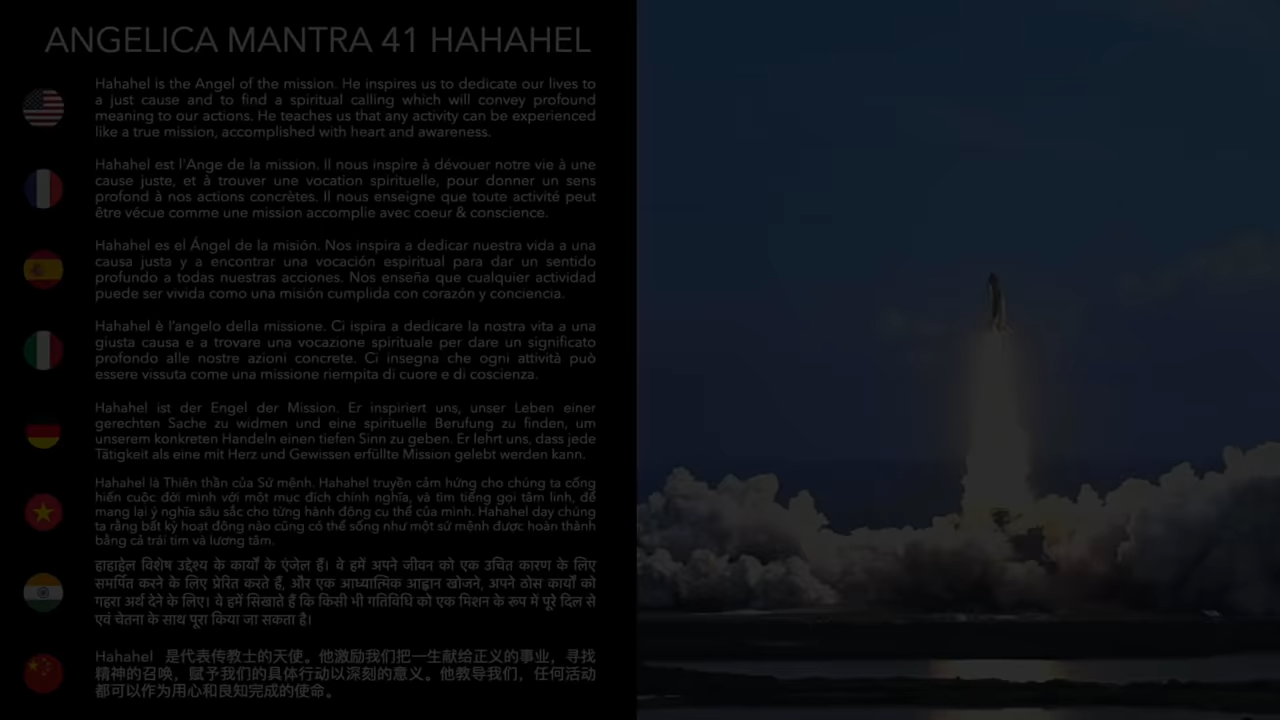 ANGELICA MANTRA 41 HAHAHEL
Hahahel is the Angel of the mission. He inspires us to dedicate our lives to
a just cause and to find a spiritual calling which will convey profound
meaning to our actions. He teaches us that any activity can be experienced
like a true mission, accomplished with heart and awareness.
Hahahel est l'Ange de la mission. Il nous inspire à dévouer notre vie à une
cause juste, et à trouver une vocation spirituelle, pour donner un sens
profond à nos actions concrètes. Il nous enseigne que toute activité peut
être vécue comme une mission accomplie avec coeur & conscience.
Hahahel es el Ángel de la misión. Nos inspira a dedicar nuestra vida a una
causa justa y a encontrar una vocación espiritual para dar un sentido
profundo a todas nuestras acciones. Nos enseña que cualquier actividad
puede ser vivida como una misión cumplida con corazón y conciencia.
Hahahel è l'angelo della missione. Ci ispira a dedicare la nostra vita a una
giusta causa e a trovare una vocazione spirituale per dare un significato
profondo alle nostre azioni concrete. Ci insegna che ogni attività può
essere vissuta come una missione riempita di cuore e di coscienza.
Hahahel ist der Engel der Mission. Er inspiriert uns, unser Leben einer
gerechten Sache zu widmen und eine spirituelle Berufung zu finden, um
unserem konkreten Handeln einen tiefen Sinn zu geben. Er lehrt uns, dass jede
Tätigkeit als eine mit Herz und Gewissen erfüllte Mission gelebt werden kann.
Hahahel là Thiên thần của Sứ mệnh. Hahahel truyền cảm hứng cho chúng ta cống
hiến cuộc đời mình với một mục đích chính nghĩa, và tìm tiếng gọi tâm linh, để
mang lại ý nghĩa sâu sắc cho từng hành động cụ thể của mình. Hahahel dạy chúng
ta rằng bất kỳ hoạt động nào cũng có thể sống như một sứ mệnh được hoàn thành
bằng cả trái tim và lương tâm.
हाहाहेल विशेष उद्देश्य के कार्यों के एंजेल हैं। वे हमें अपने जीवन को एक उचित कारण के लिए
समर्पित करने के लिए प्रेरित करते हैं, और एक आध्यात्मिक आह्वान खोजने, अपने ठोस कार्यों को
गहरा अर्थ देने के लिए। वे हमें सिखाते हैं कि किसी भी गतिविधि को एक मिशन के रूप में पूरे दिल से
एवं चेतना के साथ पूरा किया जा सकता है।
Hahahel 是代表传教士的天使。他激励我们把一生献给正义的事业，寻找
精神的召唤，赋予我们的具体行动以深刻的意义。他教导我们，任何活动
都可以作为用心和良知完成的使命。